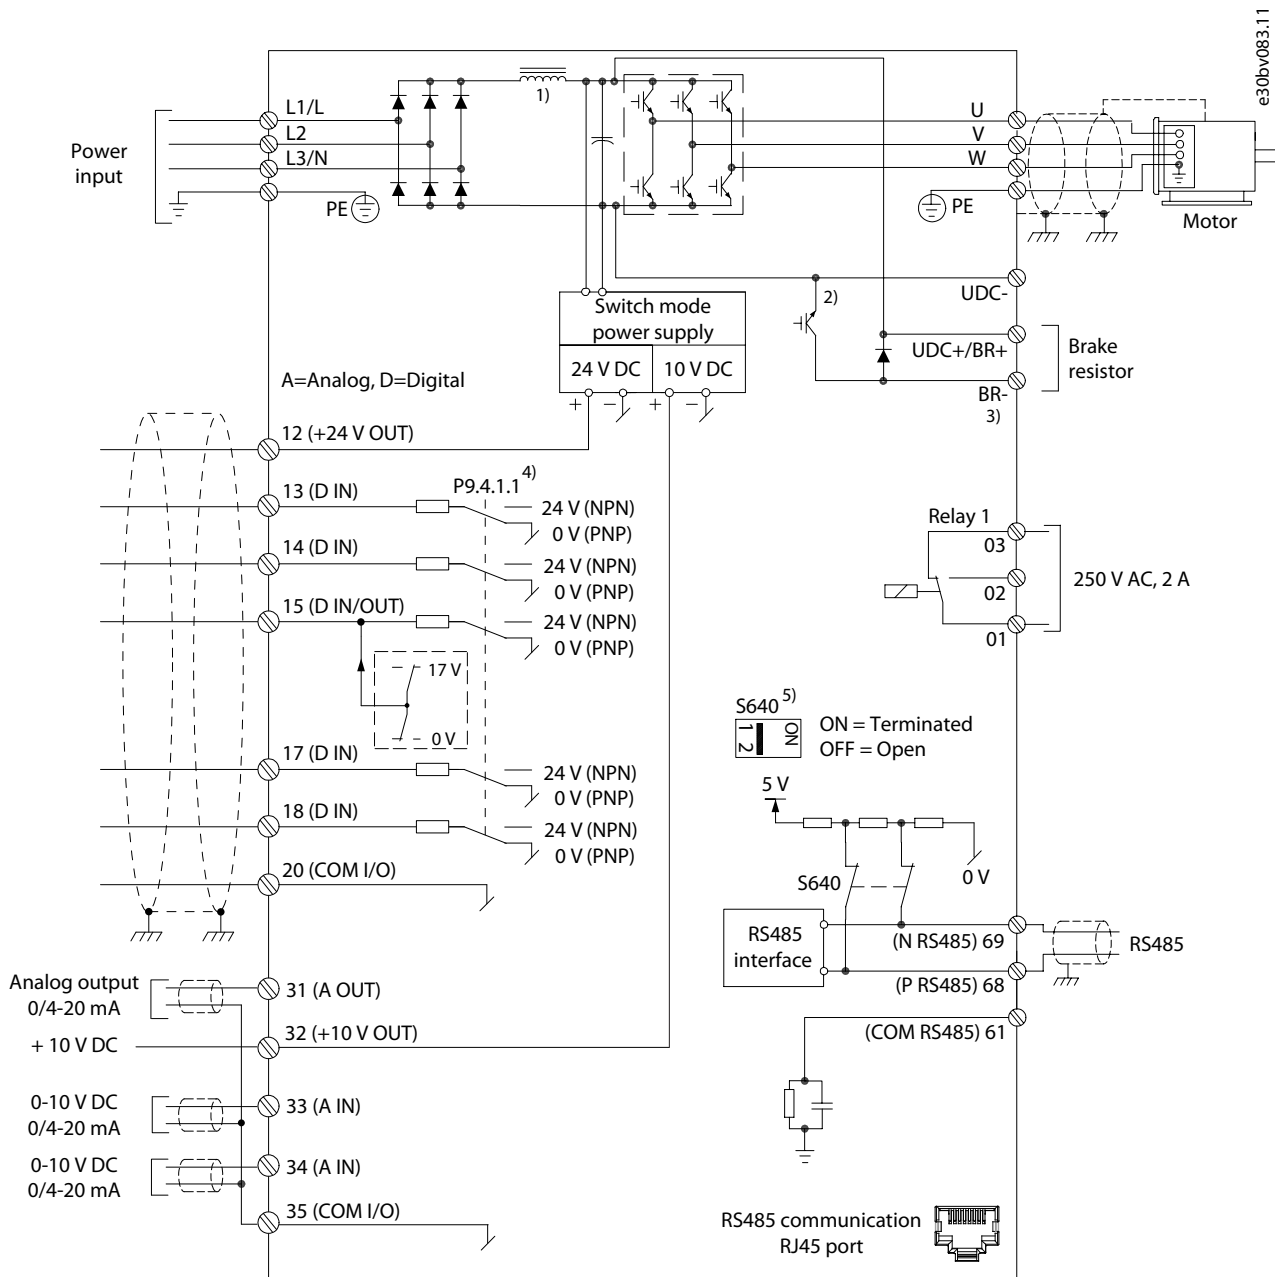 e30bv083.11
Power
input
L1/L
L2
L3/N
PE
1)
U
V
W
PE
Motor
Switch mode
power supply
24 V DC
10 V DC
+
−
+
−
2)
UDC-
UDC+/BR+
BR-
3)
Brake
resistor
A=Analog, D=Digital
12 (+24 V OUT)
13 (D IN)
P9.4.1.1 4)
24 V (NPN)
0 V (PNP)
14 (D IN)
24 V (NPN)
0 V (PNP)
15 (D IN/OUT)
24 V (NPN)
0 V (PNP)
17 V
0 V
17 (D IN)
24 V (NPN)
0 V (PNP)
18 (D IN)
24 V (NPN)
0 V (PNP)
20 (COM I/O)
Relay 1
03
02
01
250 V AC, 2 A
S640 5)
1 2
ON
ON = Terminated
OFF = Open
5 V
0 V
S640
RS485
interface
(N RS485) 69
(P RS485) 68
RS485
(COM RS485) 61
Analog output
0/4-20 mA
31 (A OUT)
+ 10 V DC
32 (+10 V OUT)
0-10 V DC
0/4-20 mA
33 (A IN)
0-10 V DC
0/4-20 mA
34 (A IN)
35 (COM I/O)
RS485 communication
RJ45 port